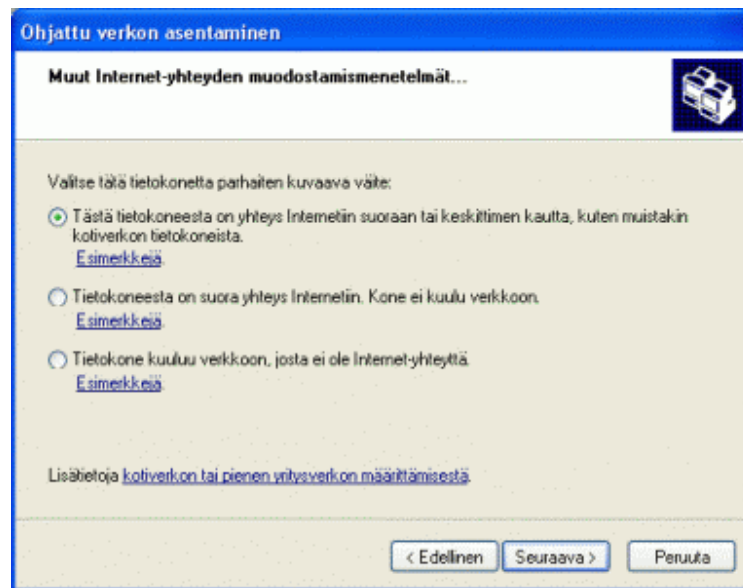 Ohjattu verkon asentaminen
Muut Internet-yhteyden muodostamismenetelmät...
Valitse tätä tietokonetta parhaiten kuvaava väite:
Tästä tietokoneesta on yhteys Internetiin suoraan tai keskittimen kautta, kuten muistakin
kotiverkon tietokoneista.
Esimerkkejä.
Tietokoneesta on suora yhteys Internetiin. Kone ei kuulu verkkoon.
Esimerkkejä.
Tietokone kuuluu verkkoon, josta ei ole Internet-yhteyttä.
Esimerkkejä.
Lisätietoja kotiverkon tai pienen yritysverkon määrittämisestä.
< Edellinen Seuraava > Peruuta